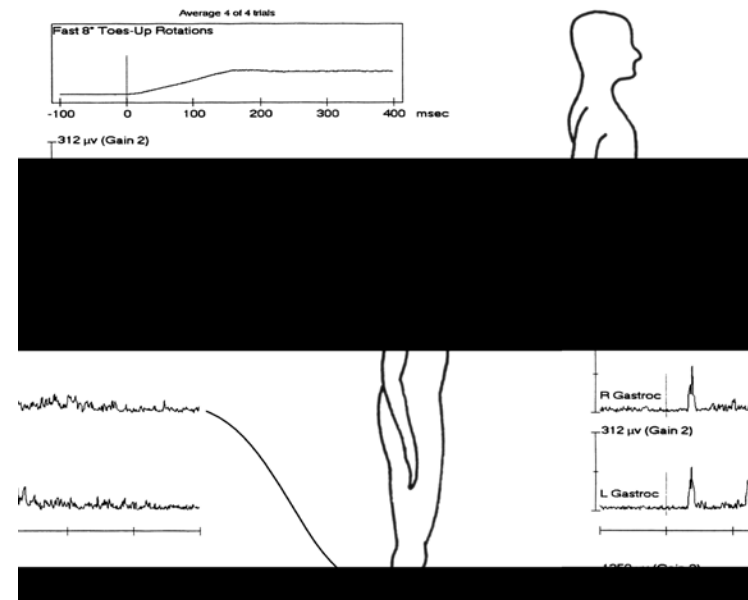 Average 4 of 4 trials
Fast 8° Toes-Up Rotations
-100 0 100 200 300 400 msec
312 μv (Gain 2)
R Gastroc
312 μv (Gain 2)
L Gastroc